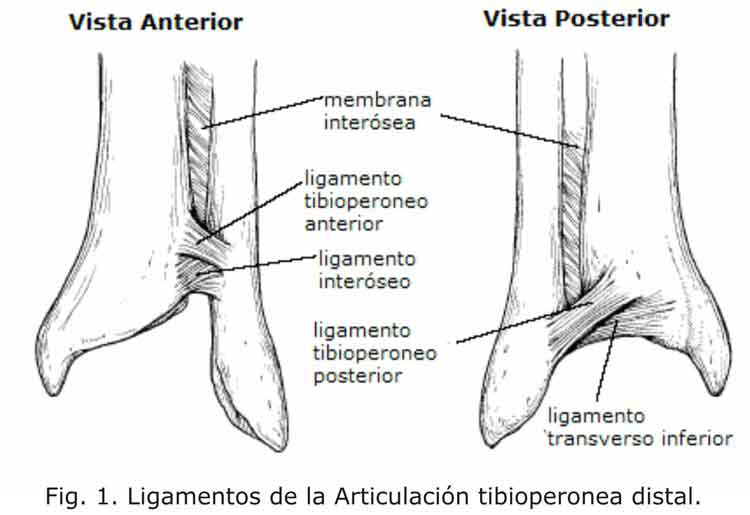 Vista Anterior
Vista Posterior
membrana
interósea
ligamento
tibioperoneo
anterior
ligamento
interóseo
ligamento
tibioperoneo
posterior
ligamento
transverso inferior
Fig. 1. Ligamentos de la Articulación tibioperonea distal.